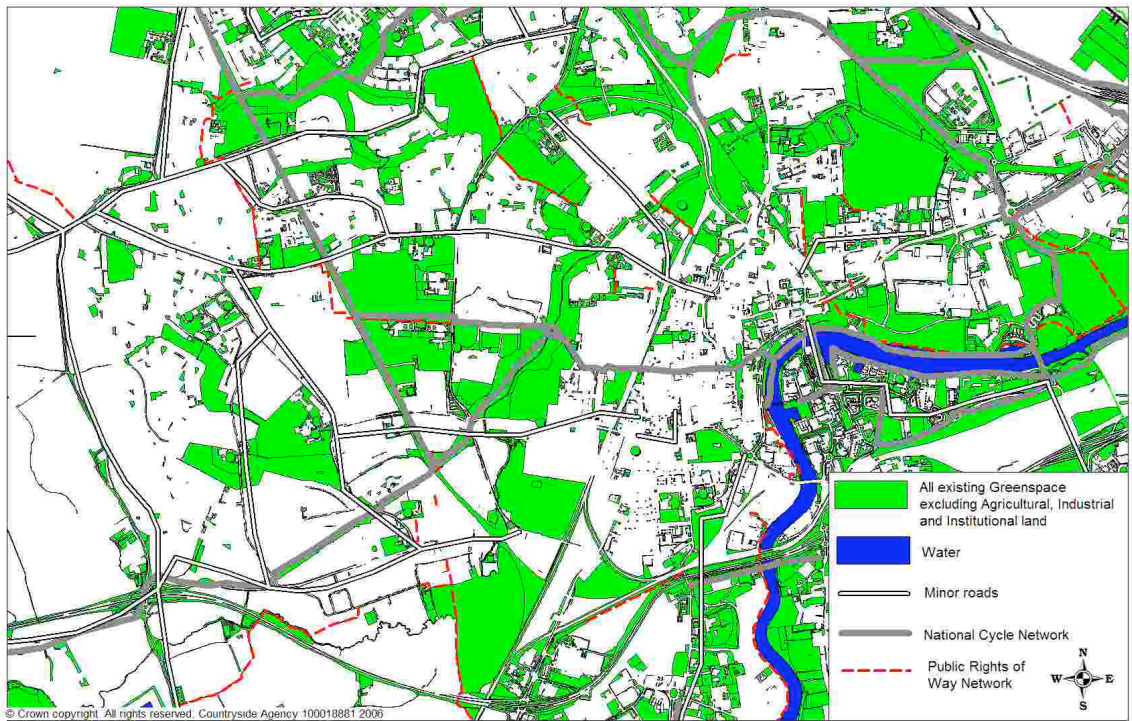 All existing Greenspace
excluding Agricultural, Industrial
and Institutional land
Water
Minor roads
National Cycle Network
Public Rights of
Way Network
N
W E
S
© Crown copyright. All rights reserved. Countryside Agency 100018881 2006